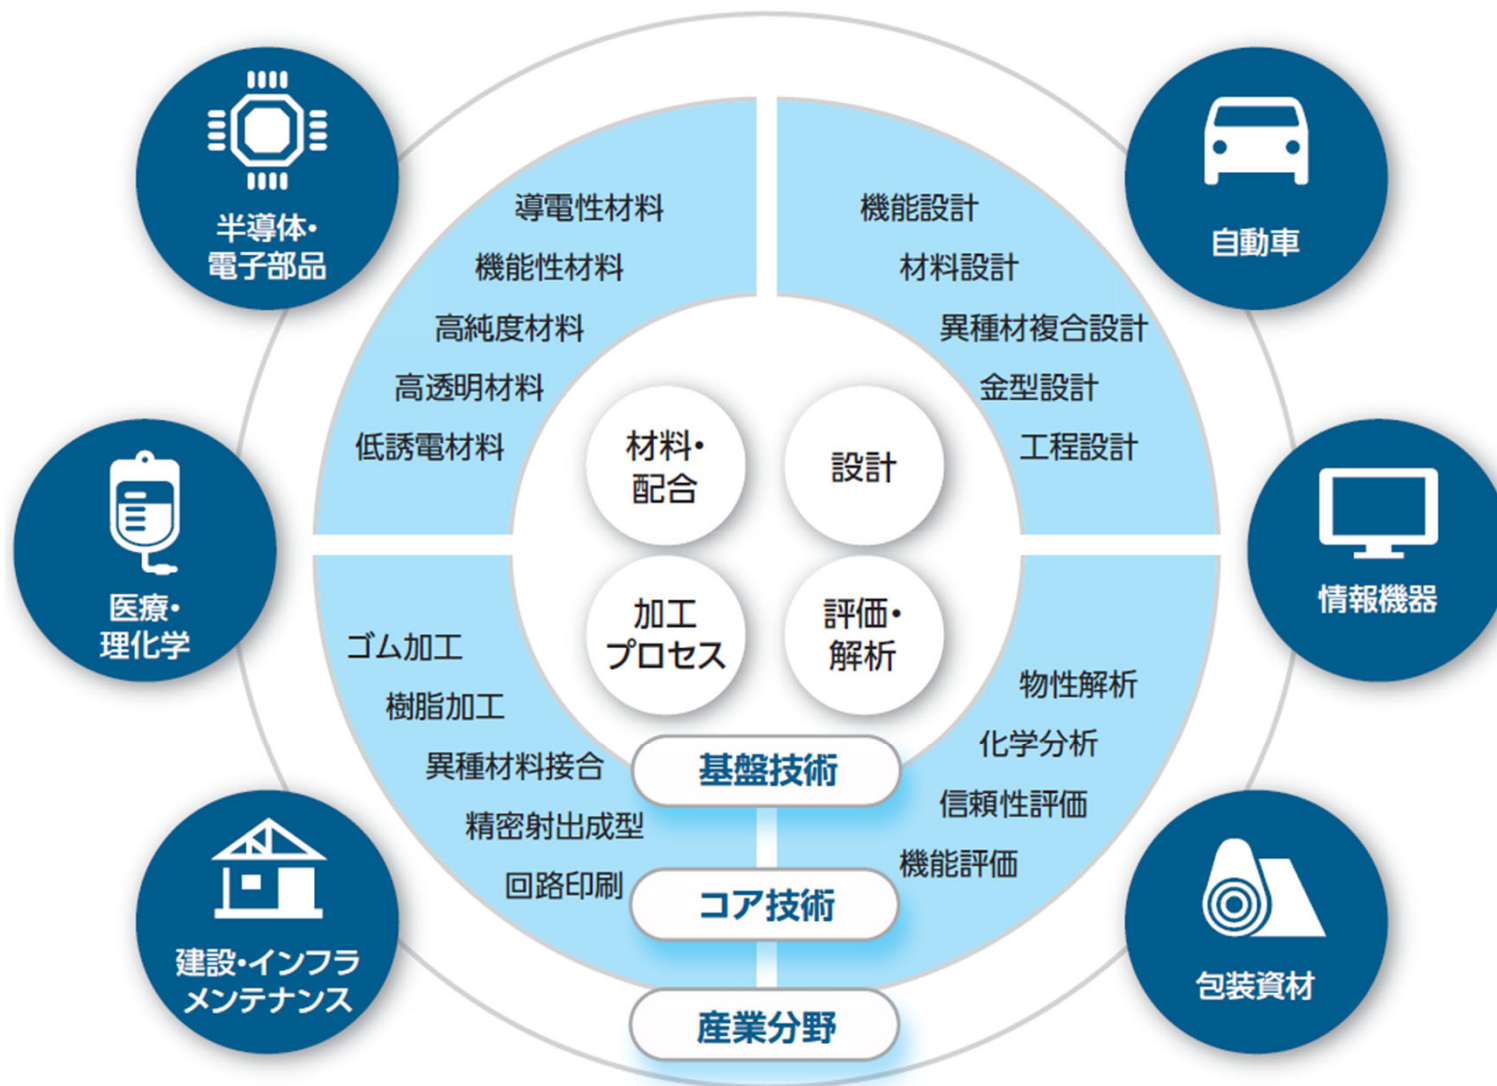 半導体・
電子部品
自動車
医療・
理化学
情報機器
建設・インフラ
メンテナンス
包装資材
導電性材料
機能性材料
高純度材料
高透明材料
低誘電材料
機能設計
材料設計
異種材複合設計
金型設計
工程設計
材料・
配合
設計
加工
プロセス
評価・
解析
ゴム加工
樹脂加工
異種材料接合
精密射出成型
回路印刷
物性解析
化学分析
信頼性評価
機能評価
基盤技術
コア技術
産業分野